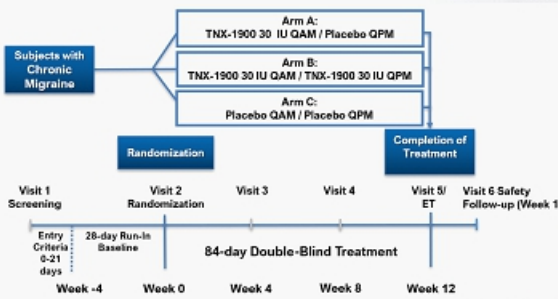 Arm A:
TNX-1900 30 IU QAM / Placebo QPM
Subjects with
Chronic
Migraine
Arm B:
TNX-1900 30 IU QAM / TNX-1900 30 IU QPM
Arm C:
Placebo QAM / Placebo QPM
Randomization
Completion of
Treatment
Visit 1
Screening
Visit 2
Randomization
Visit 3
Visit 4
Visit 5/
ET
Visit 6 Safety
Follow-up (Week 1
Entry
Criteria
0-21
days
28-day Run-In
Baseline
84-day Double-Blind Treatment
Week -4
Week 0
Week 4
Week 8
Week 12